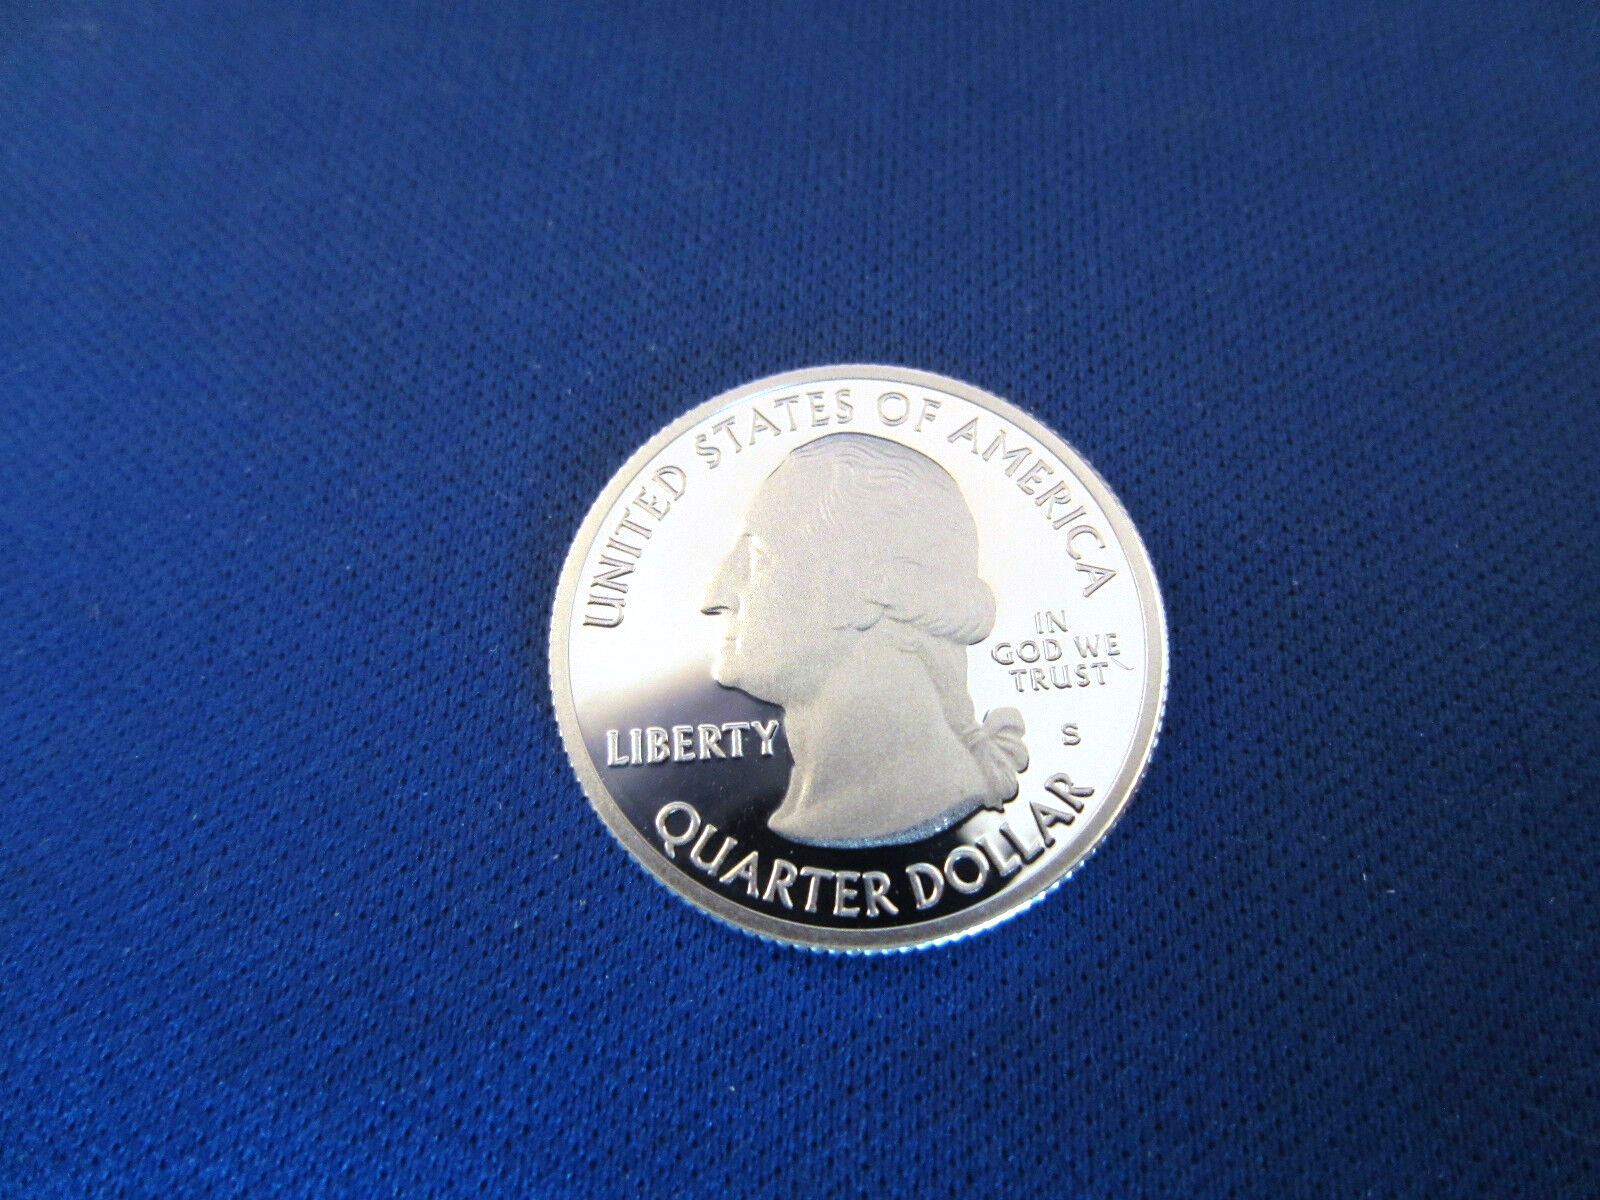 UNITED STATES OF AMERICA
IN
GOD WE
TRUST
LIBERTY
S
QUARTER DOLLAR